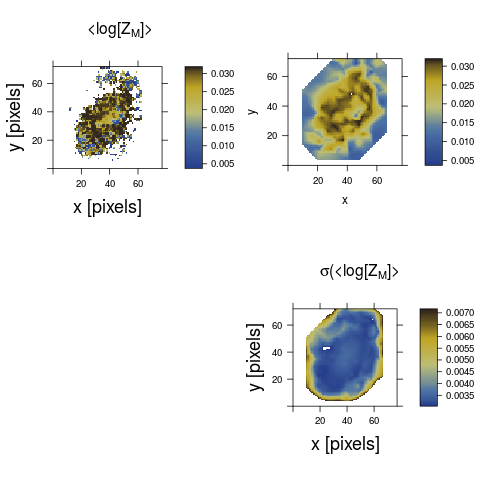 <log[Z_M]>
60
40
20
20 40 60
y [pixels]
x [pixels]
0.030
0.025
0.020
0.015
0.010
0.005
60
40
20
20 40 60
y
x
0.030
0.025
0.020
0.015
0.010
0.005
σ(<log[Z_M]>
60
40
20
20 40 60
y [pixels]
x [pixels]
0.0070
0.0065
0.0060
0.0055
0.0050
0.0045
0.0040
0.0035